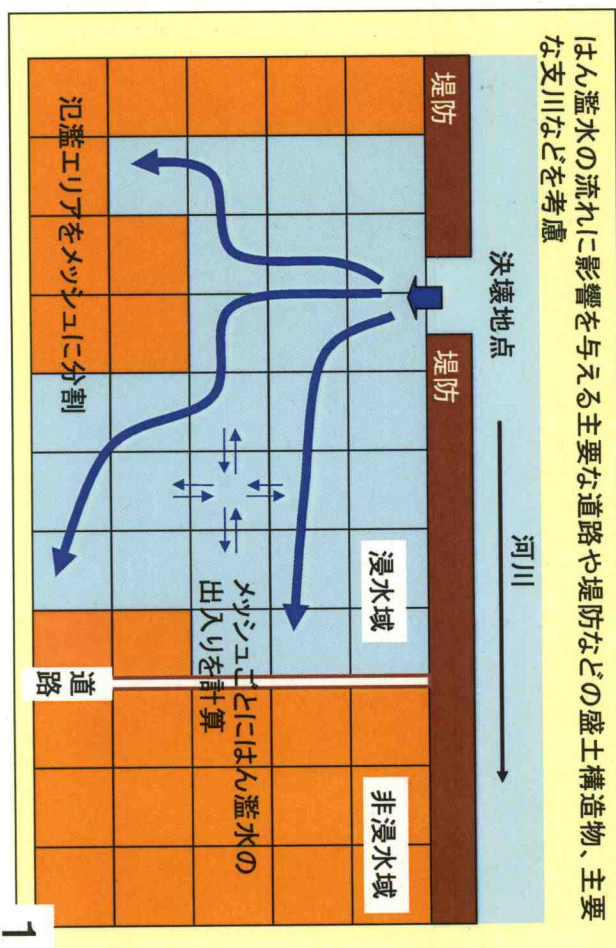 はん濫水の流れに影響を与える主要な道路や堤防などの盛土構造物、主要
な支川などを考慮
河川
決壊地点
堤防
堤防
浸水域
非浸水域
メッシュごとにはん濫水の
出入りを計算
道路
氾濫エリアをメッシュに分割
1